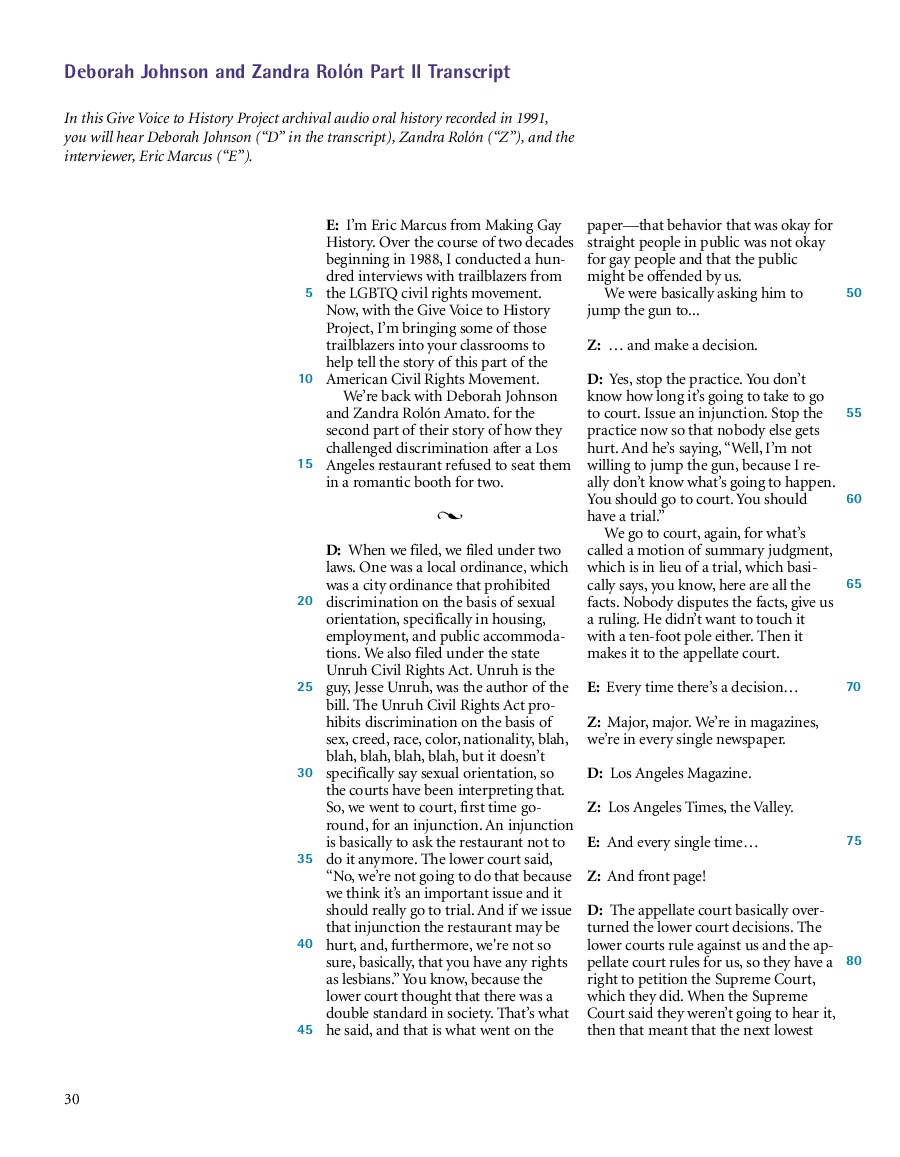 Deborah Johnson and Zandra Rolón Part II Transcript
In this Give Voice to History Project archival audio oral history recorded in 1991,
you will hear Deborah Johnson (“D” in the transcript), Zandra Rolón (“Z”), and the
interviewer, Eric Marcus (“E”).
E: I’m Eric Marcus from Making Gay
History. Over the course of two decades
beginning in 1988, I conducted a hun-
dred interviews with trailblazers from
5 the LGBTQ civil rights movement.
Now, with the Give Voice to History
Project, I’m bringing some of those
trailblazers into your classrooms to
help tell the story of this part of the
10 American Civil Rights Movement.
We’re back with Deborah Johnson
and Zandra Rolón Amato. for the
second part of their story of how they
challenged discrimination after a Los
15 Angeles restaurant refused to seat them
in a romantic booth for two.
D: When we filed, we filed under two
laws. One was a local ordinance, which
was a city ordinance that prohibited
20 discrimination on the basis of sexual
orientation, specifically in housing,
employment, and public accommoda-
tions. We also filed under the state
Unruh Civil Rights Act. Unruh is the
25 guy, Jesse Unruh, was the author of the
bill. The Unruh Civil Rights Act pro-
hibits discrimination on the basis of
sex, creed, race, color, nationality, blah,
blah, blah, blah, blah, but it doesn’t
30 specifically say sexual orientation, so
the courts have been interpreting that.
So, we went to court, first time go-
round, for an injunction. An injunction
is basically to ask the restaurant not to
35 do it anymore. The lower court said,
“No, we’re not going to do that because
we think it’s an important issue and it
should really go to trial. And if we issue
that injunction the restaurant may be
40 hurt, and, furthermore, we're not so
sure, basically, that you have any rights
as lesbians.” You know, because the
lower court thought that there was a
double standard in society. That’s what
45 he said, and that is what went on the
paper—that behavior that was okay for
straight people in public was not okay
for gay people and that the public
might be offended by us.
We were basically asking him to 50
jump the gun to...
Z: … and make a decision.
D: Yes, stop the practice. You don’t
know how long it’s going to take to go
to court. Issue an injunction. Stop the 55
practice now so that nobody else gets
hurt. And he’s saying, “Well, I’m not
willing to jump the gun, because I re-
ally don’t know what’s going to happen.
You should go to court. You should 60
have a trial.”
We go to court, again, for what’s
called a motion of summary judgment,
which is in lieu of a trial, which basi-
cally says, you know, here are all the 65
facts. Nobody disputes the facts, give us
a ruling. He didn’t want to touch it
with a ten-foot pole either. Then it
makes it to the appellate court.
E: Every time there’s a decision… 70
Z: Major, major. We’re in magazines,
we’re in every single newspaper.
D: Los Angeles Magazine.
Z: Los Angeles Times, the Valley.
E: And every single time… 75
Z: And front page!
D: The appellate court basically over-
turned the lower court decisions. The
lower courts rule against us and the ap-
pellate court rules for us, so they have a 80
right to petition the Supreme Court,
which they did. When the Supreme
Court said they weren’t going to hear it,
then that meant that the next lowest
30